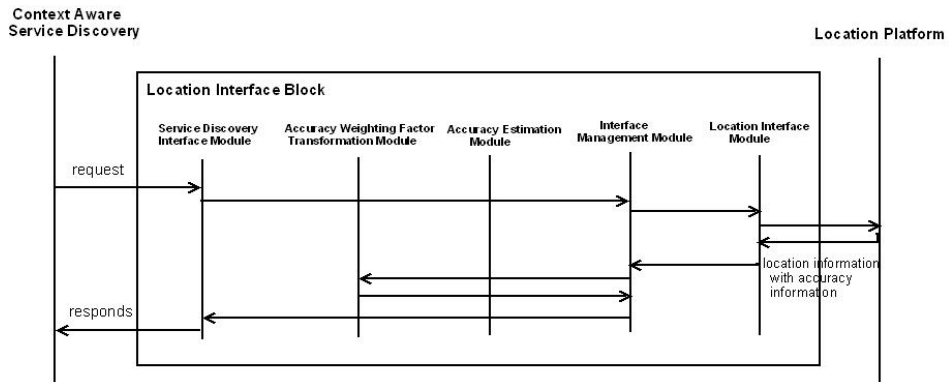 Context Aware
Service Discovery
Location Platform
Location Interface Block
Service Discovery
Interface Module
Accuracy Weighting Factor
Transformation Module
Accuracy Estimation
Module
Interface
Management Module
Location Interface
Module
request
location information
with accuracy
information
responds